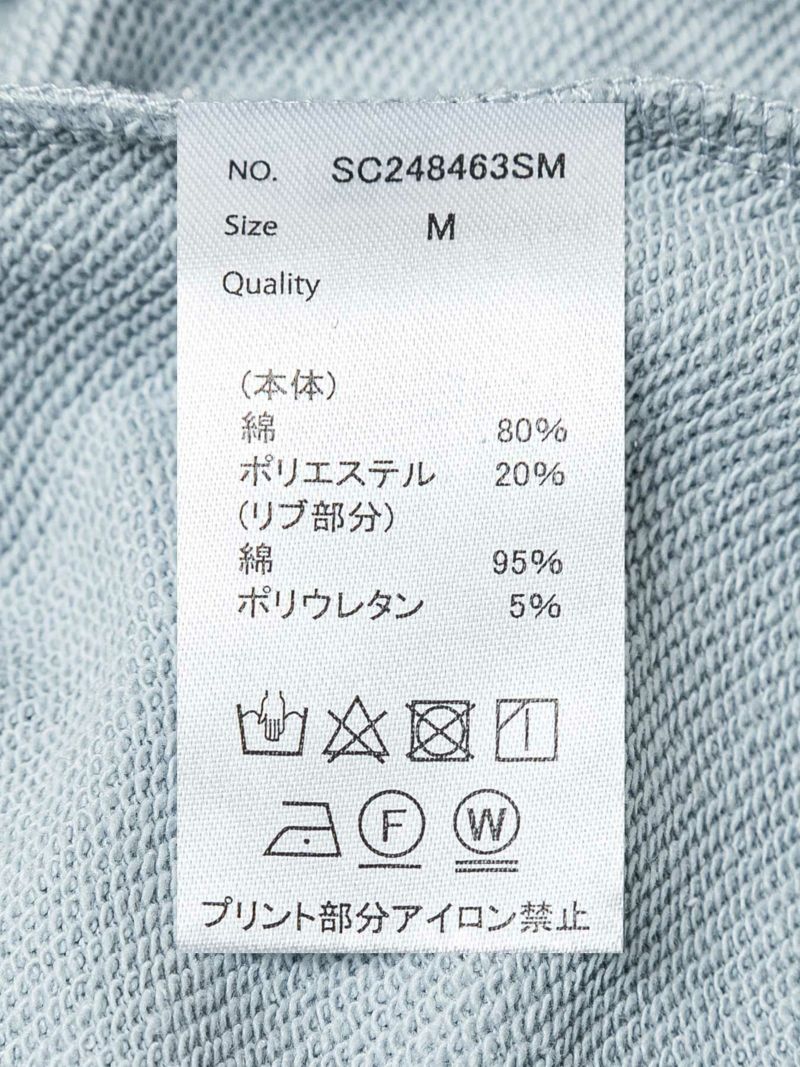 NO. SC248463SM
Size M
Quality
(本体)
綿 80%
ポリエステル 20%
(リブ部分)
綿 95%
ポリウレタン 5%
F W
プリント部分アイロン禁止